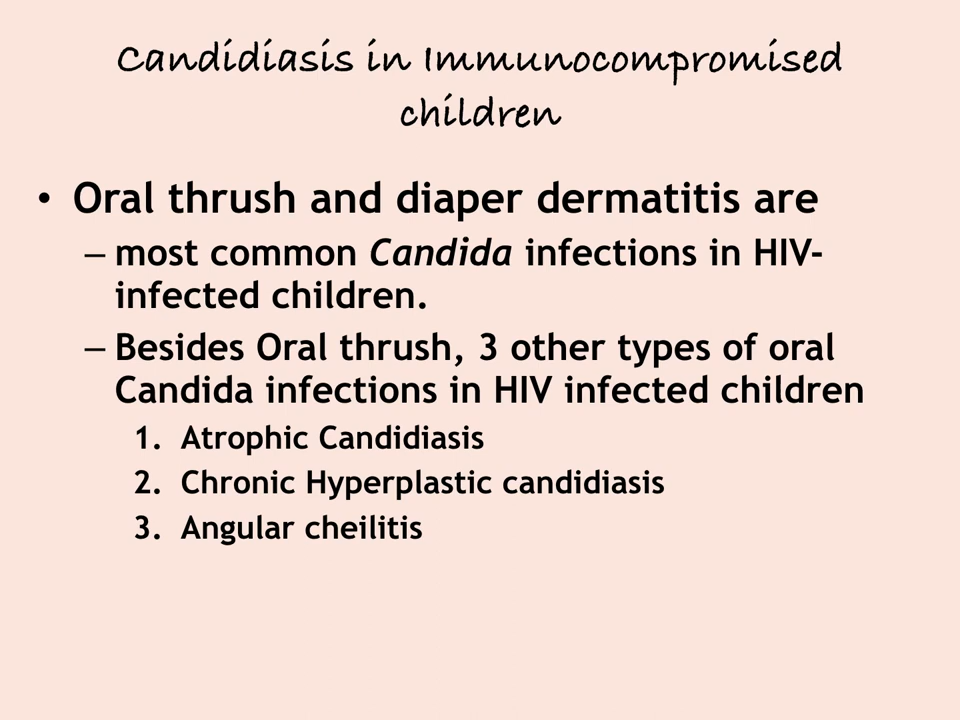 Candidiasis in Immunocompromised
children
• Oral thrush and diaper dermatitis are
– most common Candida infections in HIV-
infected children.
– Besides Oral thrush, 3 other types of oral
Candida infections in HIV infected children
1. Atrophic Candidiasis
2. Chronic Hyperplastic candidiasis
3. Angular cheilitis